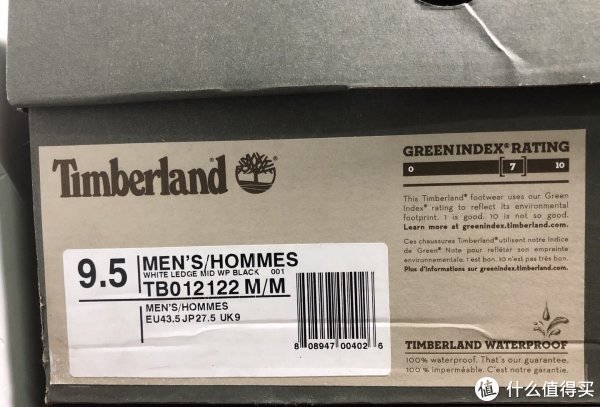 Timberland®
GREEN INDEX® RATING
0 [7] 10
This Timberland® footwear uses our Green
Index® rating to reflect its environmental
footprint. 1 is good. 10 is not so good.
Learn more at greenindex.timberland.com.
Ces chaussures Timberland® utilisent notre Indice
de Green® Note pour refléter son empreinte
environnementale. 1 est bon. 10 n'est pas très bon.
Plus d'informations sur greenindex.timberland.com.
9.5
MEN'S/HOMMES
WHITE LEDGE MID WP BLACK 001
TB012122 M/M
MEN'S/HOMMES
EU43.5 JP27.5 UK9
8 08947 00402 6
TIMBERLAND WATERPROOF
100% waterproof. That's our guarantee.
100 % imperméable. C'est notre garantie.
值 什么值得买